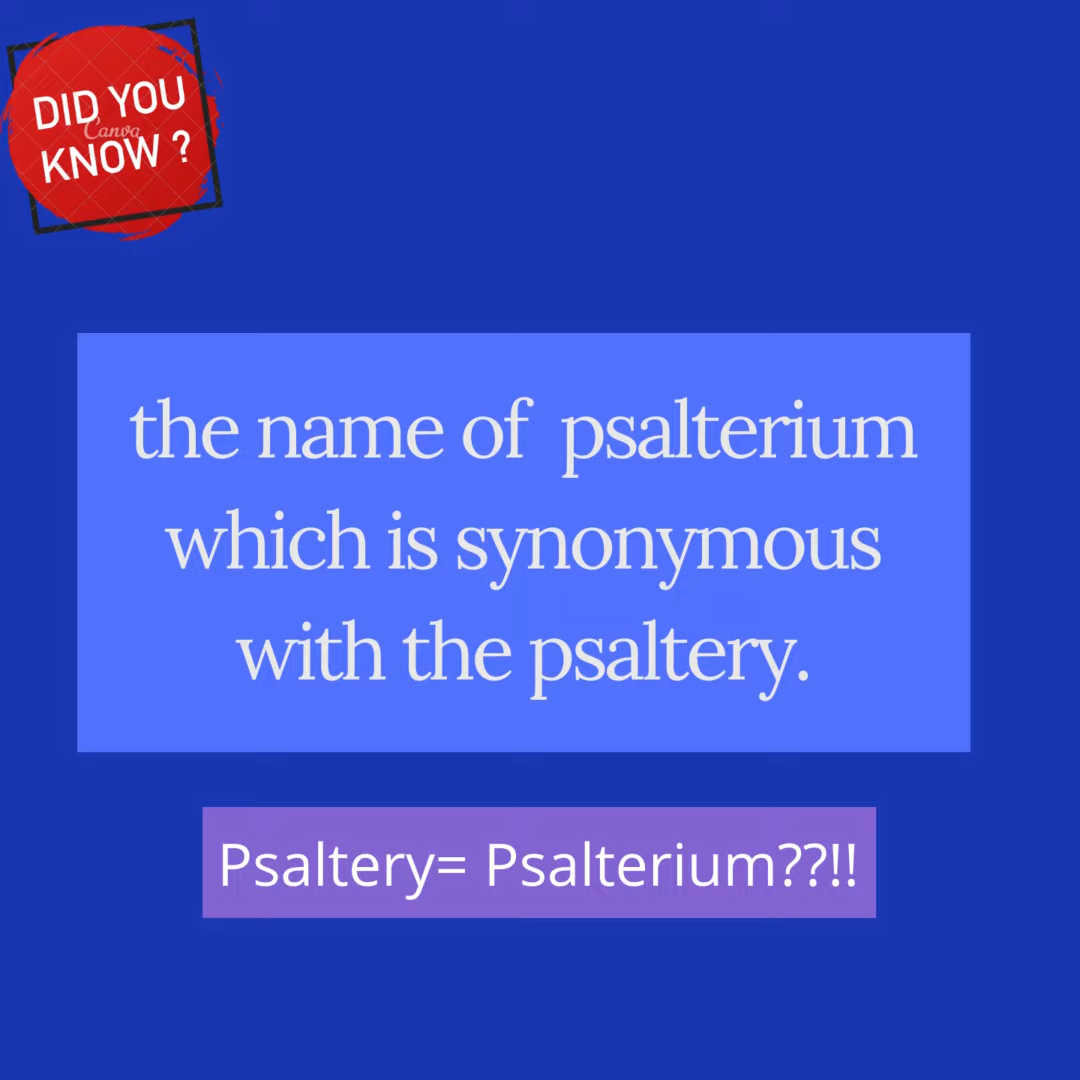 DID YOU
Canva
KNOW ?
the name of psalterium
which is synonymous
with the psaltery.
Psaltery= Psalterium??!!